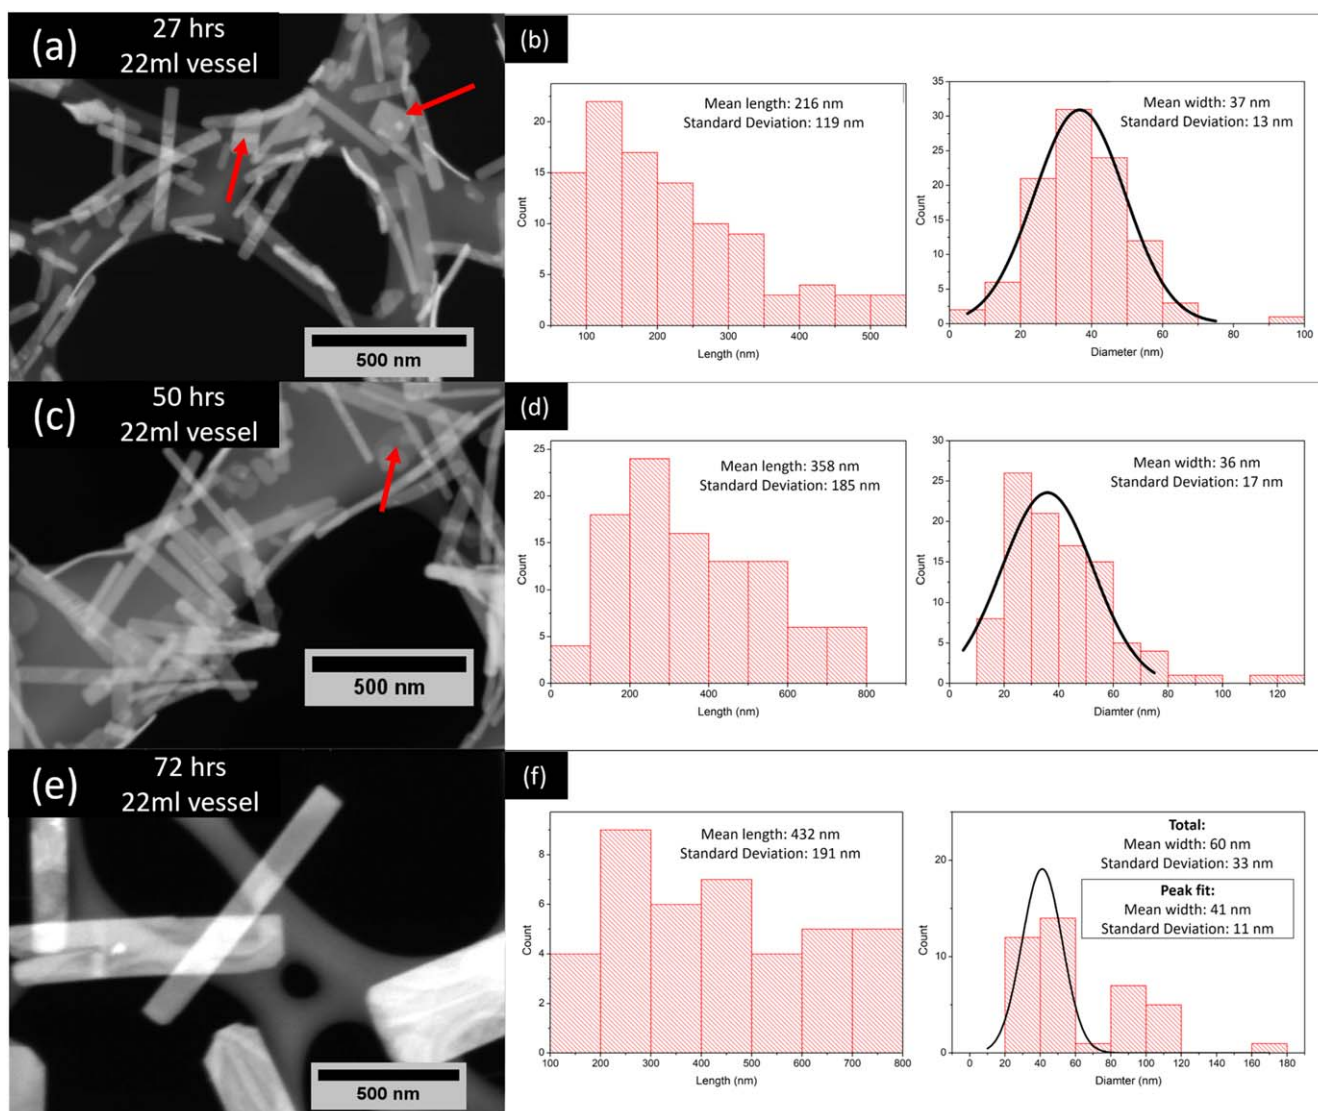 (a)
27 hrs
22ml vessel
500 nm
(b)
Mean length: 216 nm
Standard Deviation: 119 nm
Count
0
5
10
15
20
100
200
300
400
500
Length (nm)
Mean width: 37 nm
Standard Deviation: 13 nm
Count
0
5
10
15
20
25
30
35
0
20
40
60
80
100
Diameter (nm)
(c)
50 hrs
22ml vessel
500 nm
(d)
Mean length: 358 nm
Standard Deviation: 185 nm
Count
0
5
10
15
20
25
0
200
400
600
800
Length (nm)
Mean width: 36 nm
Standard Deviation: 17 nm
Count
0
5
10
15
20
25
30
0
20
40
60
80
100
120
Diamter (nm)
(e)
72 hrs
22ml vessel
500 nm
(f)
Mean length: 432 nm
Standard Deviation: 191 nm
Count
0
2
4
6
8
100
200
300
400
500
600
700
800
Length (nm)
Total:
Mean width: 60 nm
Standard Deviation: 33 nm
Peak fit:
Mean width: 41 nm
Standard Deviation: 11 nm
Count
0
10
20
0
20
40
60
80
100
120
140
160
180
Diamter (nm)